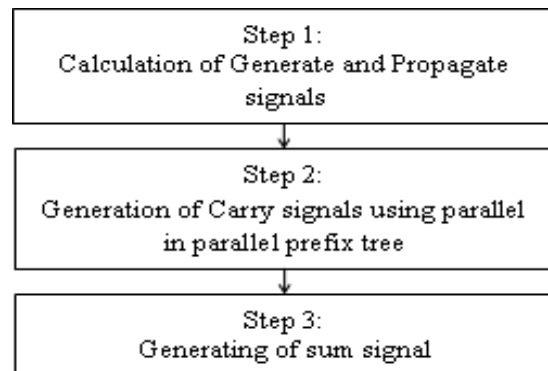 Step 1:
Calculation of Generate and Propagate
signals
Step 2:
Generation of Carry signals using parallel
in parallel prefix tree
Step 3:
Generating of sum signal